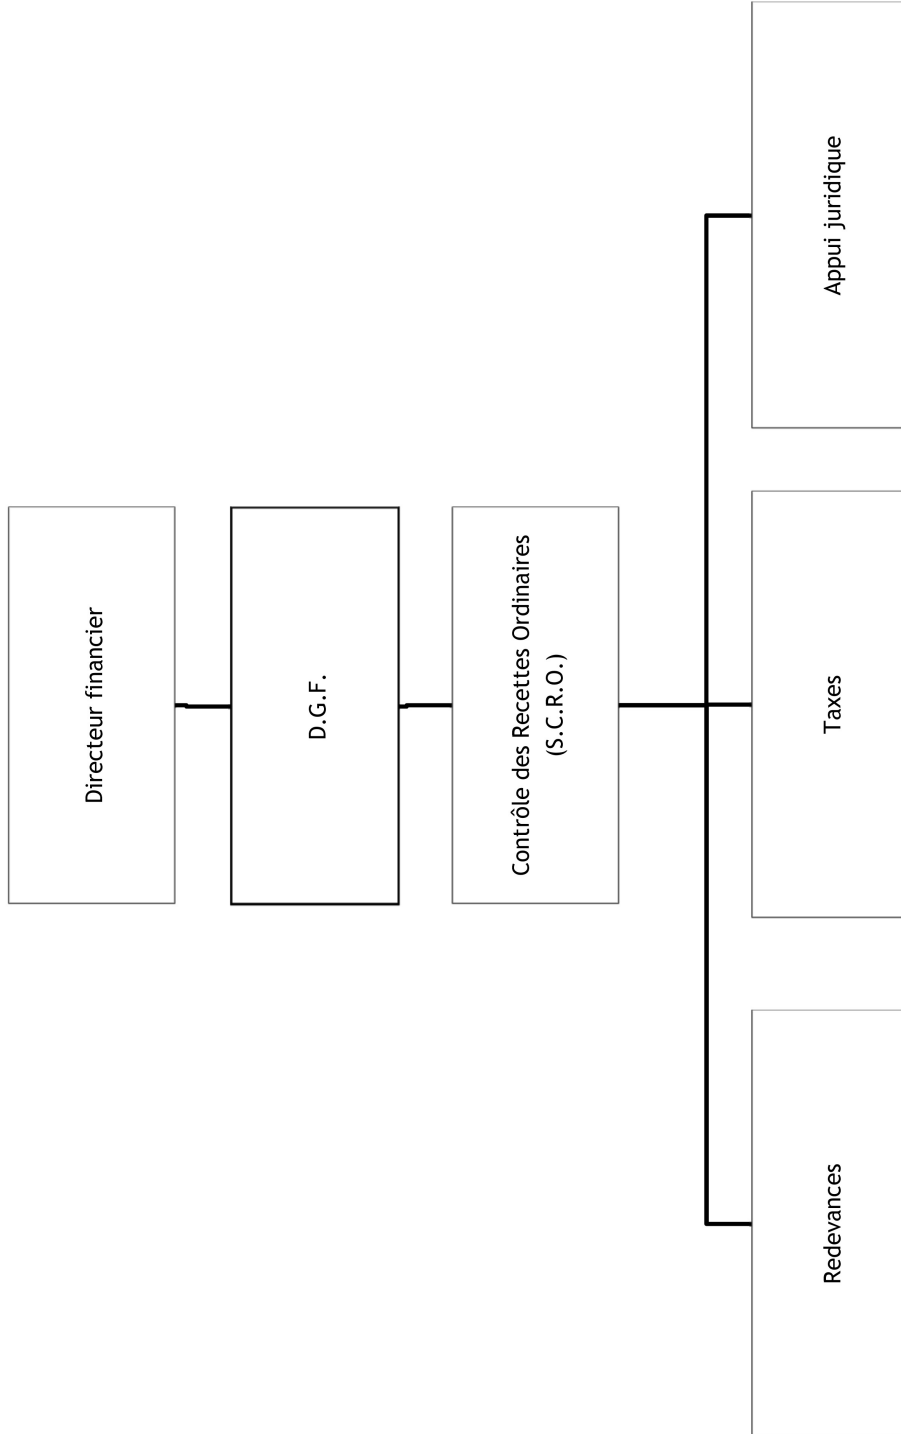 Directeur financier
D.G.F.
Contrôle des Recettes Ordinaires
(S.C.R.O.)
Redevances
Taxes
Appui juridique